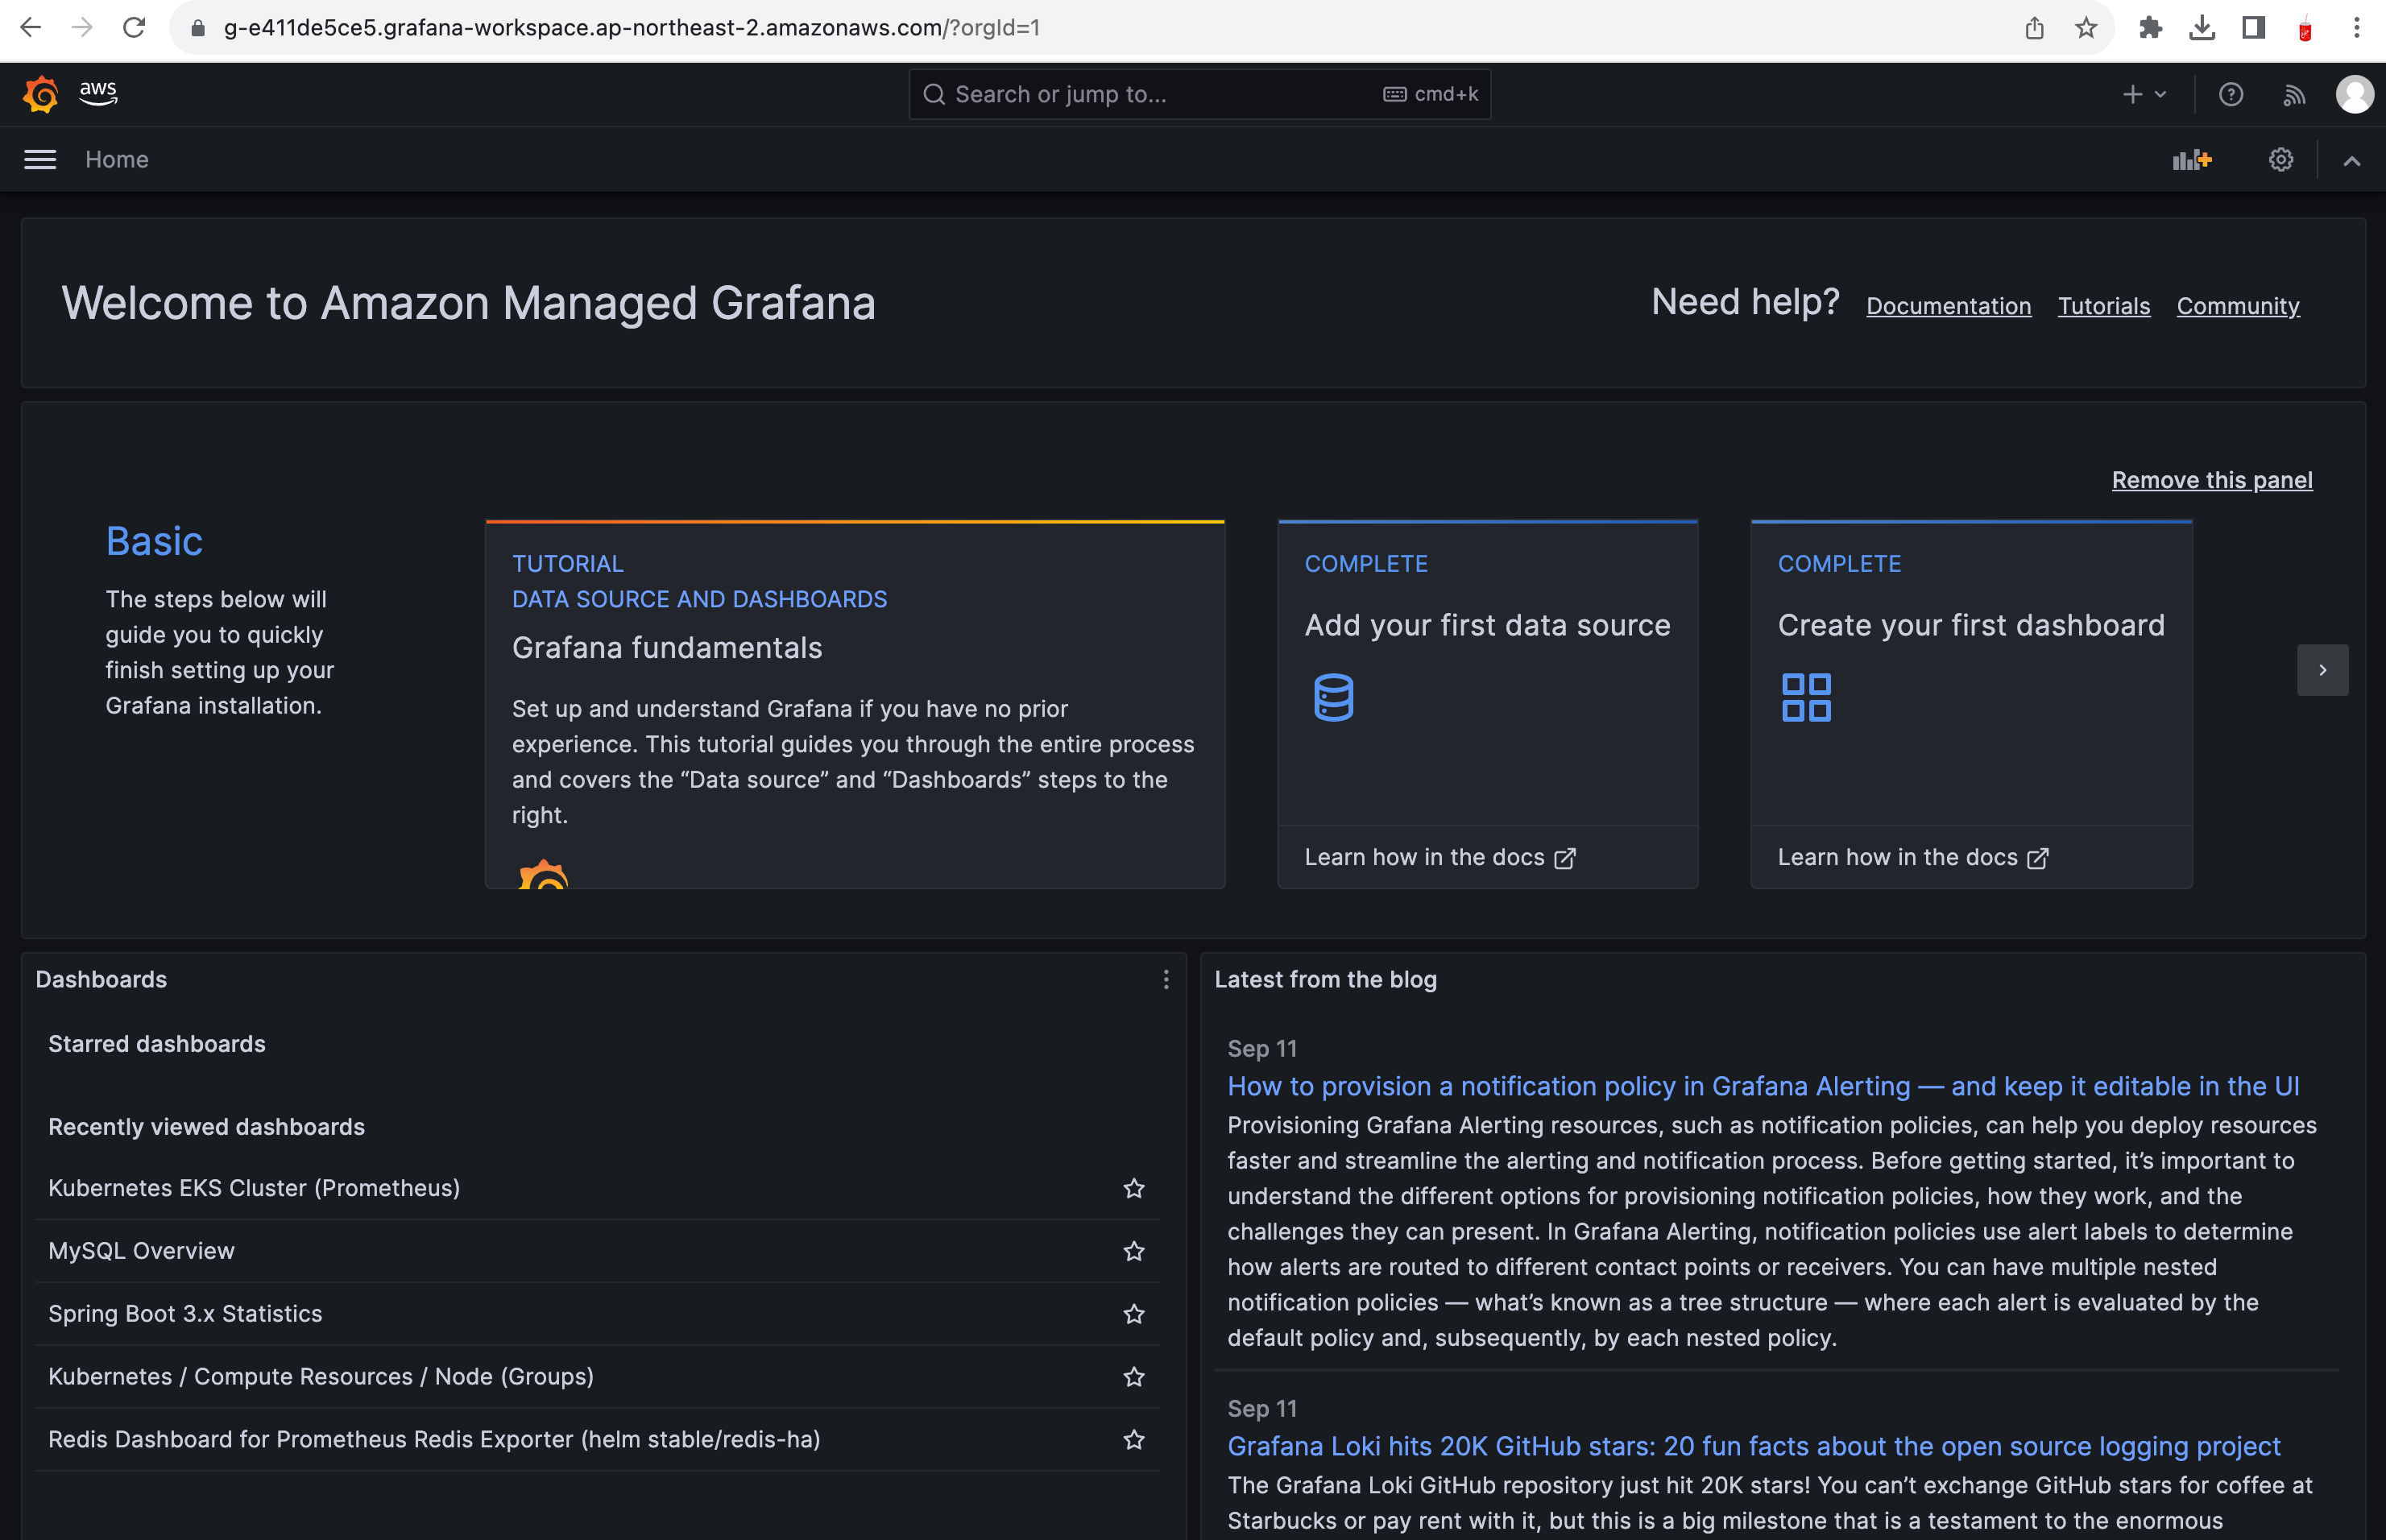 g-e411de5ce5.grafana-workspace.ap-northeast-2.amazonaws.com/?orgId=1
aws
Search or jump to...
cmd+k
Home
Welcome to Amazon Managed Grafana
Need help?
Documentation
Tutorials
Community
Remove this panel
Basic
The steps below will
guide you to quickly
finish setting up your
Grafana installation.
TUTORIAL
DATA SOURCE AND DASHBOARDS
Grafana fundamentals
Set up and understand Grafana if you have no prior
experience. This tutorial guides you through the entire process
and covers the “Data source” and “Dashboards” steps to the
right.
COMPLETE
Add your first data source
Learn how in the docs
COMPLETE
Create your first dashboard
Learn how in the docs
Dashboards
Starred dashboards
Recently viewed dashboards
Kubernetes EKS Cluster (Prometheus)
MySQL Overview
Spring Boot 3.x Statistics
Kubernetes / Compute Resources / Node (Groups)
Redis Dashboard for Prometheus Redis Exporter (helm stable/redis-ha)
Latest from the blog
Sep 11
How to provision a notification policy in Grafana Alerting — and keep it editable in the UI
Provisioning Grafana Alerting resources, such as notification policies, can help you deploy resources
faster and streamline the alerting and notification process. Before getting started, it’s important to
understand the different options for provisioning notification policies, how they work, and the
challenges they can present. In Grafana Alerting, notification policies use alert labels to determine
how alerts are routed to different contact points or receivers. You can have multiple nested
notification policies — what’s known as a tree structure — where each alert is evaluated by the
default policy and, subsequently, by each nested policy.
Sep 11
Grafana Loki hits 20K GitHub stars: 20 fun facts about the open source logging project
The Grafana Loki GitHub repository just hit 20K stars! You can’t exchange GitHub stars for coffee at
Starbucks or pay rent with it, but this is a big milestone that is a testament to the enormous